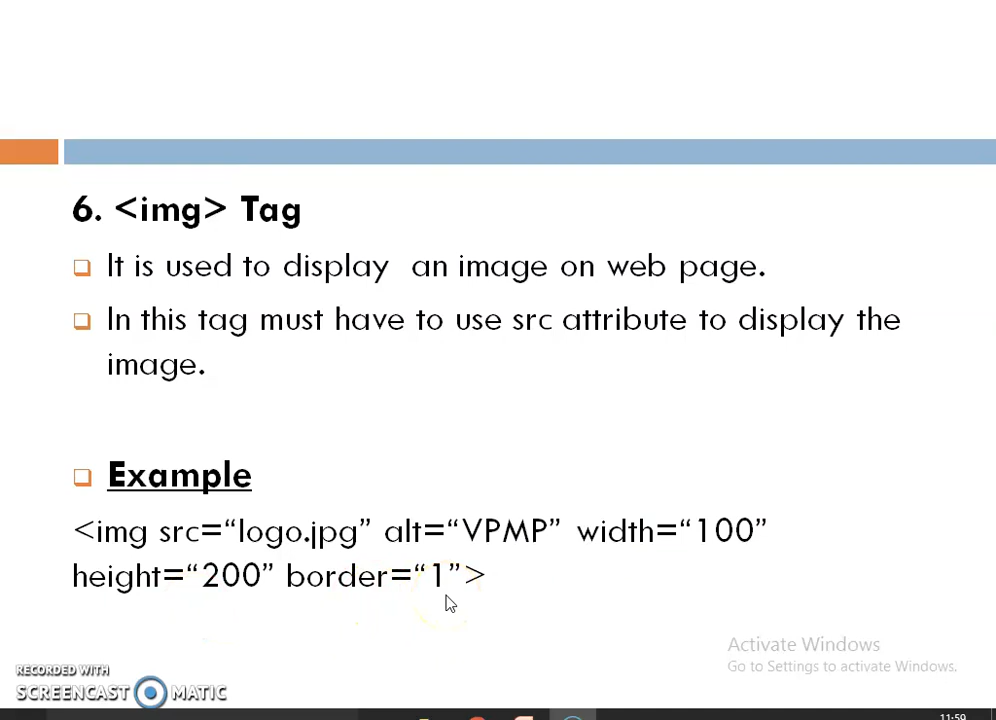 6. <img> Tag
❑ It is used to display  an image on web page.
❑ In this tag must have to use src attribute to display the
image.
❑ Example
<img src=“logo.jpg” alt=“VPMP” width=“100”
height=“200” border=“1”>
Activate Windows
Go to Settings to activate Windows.
RECORDED WITH
SCREENCAST MATIC
11:59